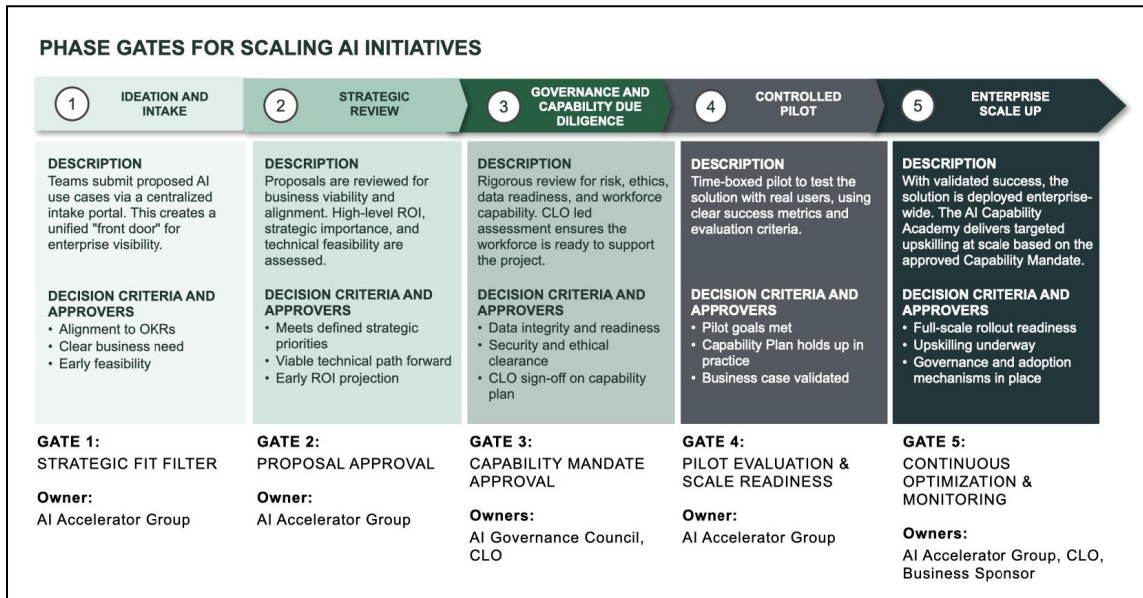 PHASE GATES FOR SCALING AI INITIATIVES
1
IDEATION AND
INTAKE
2
STRATEGIC
REVIEW
3
GOVERNANCE AND
CAPABILITY DUE
DILIGENCE
4
CONTROLLED
PILOT
5
ENTERPRISE
SCALE UP
DESCRIPTION
Teams submit proposed AI
use cases via a centralized
intake portal. This creates a
unified "front door" for
enterprise visibility.
DECISION CRITERIA AND
APPROVERS
• Alignment to OKRs
• Clear business need
• Early feasibility
DESCRIPTION
Proposals are reviewed for
business viability and
alignment. High-level ROI,
strategic importance, and
technical feasibility are
assessed.
DECISION CRITERIA AND
APPROVERS
• Meets defined strategic
priorities
• Viable technical path forward
• Early ROI projection
DESCRIPTION
Rigorous review for risk, ethics,
data readiness, and workforce
capability. CLO led
assessment ensures the
workforce is ready to support
the project.
DECISION CRITERIA AND
APPROVERS
• Data integrity and readiness
• Security and ethical
clearance
• CLO sign-off on capability
plan
DESCRIPTION
Time-boxed pilot to test the
solution with real users, using
clear success metrics and
evaluation criteria.
DECISION CRITERIA AND
APPROVERS
• Pilot goals met
• Capability Plan holds up in
practice
• Business case validated
DESCRIPTION
With validated success, the
solution is deployed enterprise-
wide. The AI Capability
Academy delivers targeted
upskilling at scale based on the
approved Capability Mandate.
DECISION CRITERIA AND
APPROVERS
• Full-scale rollout readiness
• Upskilling underway
• Governance and adoption
mechanisms in place
GATE 1:
STRATEGIC FIT FILTER
Owner:
AI Accelerator Group
GATE 2:
PROPOSAL APPROVAL
Owner:
AI Accelerator Group
GATE 3:
CAPABILITY MANDATE
APPROVAL
Owners:
AI Governance Council,
CLO
GATE 4:
PILOT EVALUATION &
SCALE READINESS
Owner:
AI Accelerator Group
GATE 5:
CONTINUOUS
OPTIMIZATION &
MONITORING
Owners:
AI Accelerator Group, CLO,
Business Sponsor